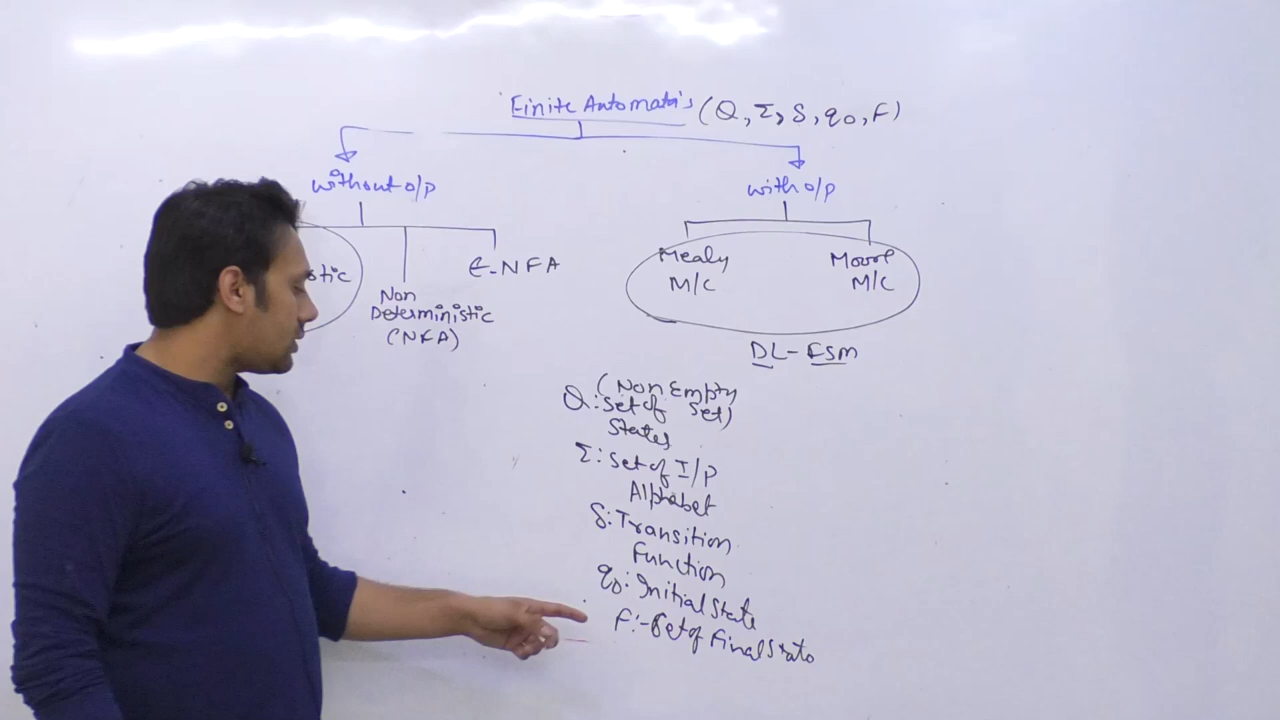 Finite Automata's (Q, Σ, δ, q0, F)
without o/p
with o/p
stic
Non
Deterministic
(NFA)
ϵ-NFA
Mealy
M/C
Moore
M/C
DL-FSM
(Non Empty
Q: Set of Set)
States
Σ: Set of I/p
Alphabet
δ: Transition
Function
q0: Initial State
F:- Set of Final State